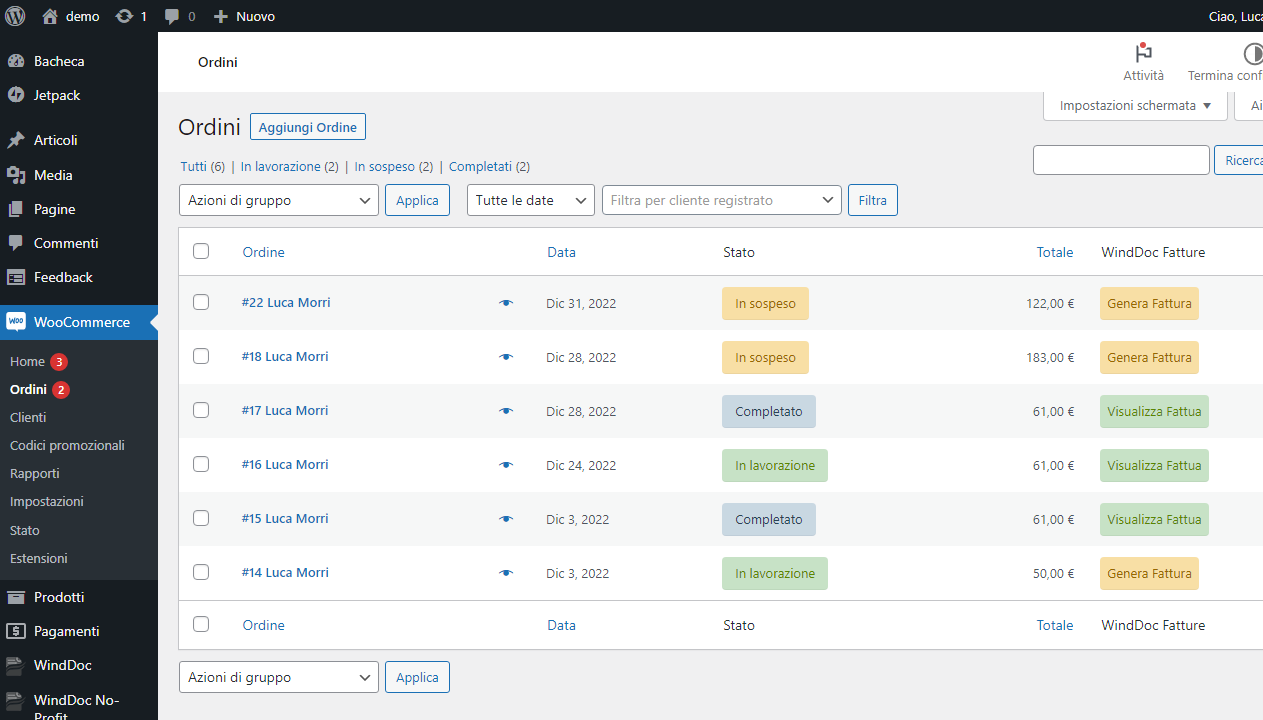 demo 1 0 Nuovo Ciao, Luca
Bacheca
Jetpack
Articoli
Media
Pagine
Commenti
Feedback
WOO WooCommerce
Home 3
Ordini 2
Clienti
Codici promozionali
Rapporti
Impostazioni
Stato
Estensioni
Prodotti
Pagamenti
WindDoc
WindDoc No-
Profit
Ordini
Attività Termina conf
Impostazioni schermata Ai
Ordini Aggiungi Ordine
Tutti (6) | In lavorazione (2) | In sospeso (2) | Completati (2)
Ricerca
Azioni di gruppo Applica Tutte le date Filtra per cliente registrato Filtra
Ordine Data Stato Totale WindDoc Fatture
#22 Luca Morri Dic 31, 2022 In sospeso 122,00 € Genera Fattura
#18 Luca Morri Dic 28, 2022 In sospeso 183,00 € Genera Fattura
#17 Luca Morri Dic 28, 2022 Completato 61,00 € Visualizza Fattua
#16 Luca Morri Dic 24, 2022 In lavorazione 61,00 € Visualizza Fattua
#15 Luca Morri Dic 3, 2022 Completato 61,00 € Visualizza Fattua
#14 Luca Morri Dic 3, 2022 In lavorazione 50,00 € Genera Fattura
Ordine Data Stato Totale WindDoc Fatture
Azioni di gruppo Applica